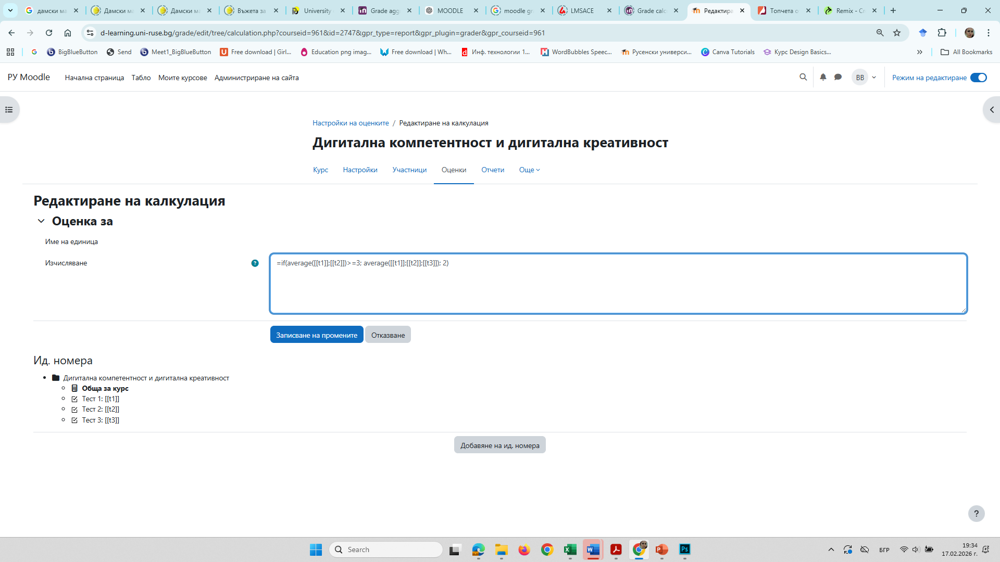 дамски ма
Дамски ма
Дамски ма
Въжета за
University
Grade agg
MOODLE
moodle gr
LMSACE
Grade calc
Редактира
Топчета о
Remix - Cr
d-learning.uni-ruse.bg/grade/edit/tree/calculation.php?courseid=961&id=2747&gpr_type=report&gpr_plugin=grader&gpr_courseid=961
BigBlueButton
Send
Meet1_BigBlueButton
Free download | Girl...
Education png imag...
Free download | Wh...
Инф. технологии 1...
WordBubbles Speec...
Русенски универси...
Canva Tutorials
Курс Design Basics...
All Bookmarks
РУ Moodle
Начална страница
Табло
Моите курсове
Администриране на сайта
ВВ
Режим на редактиране
Настройки на оценките / Редактиране на калкулация
Дигитална компетентност и дигитална креативност
Курс
Настройки
Участници
Оценки
Отчети
Още
Редактиране на калкулация
Оценка за
Име на единица
Изчисляване
=if(average([[t1]];[[t2]])>=3; average([[t1]];[[t2]];[[t3]]); 2)
Записване на промените
Отказване
Ид. номера
Дигитална компетентност и дигитална креативност
Обща за курс
Тест 1: [[t1]]
Тест 2: [[t2]]
Тест 3: [[t3]]
Добавяне на ид. номера
?
Search
БГР
19:34
17.02.2026 г.